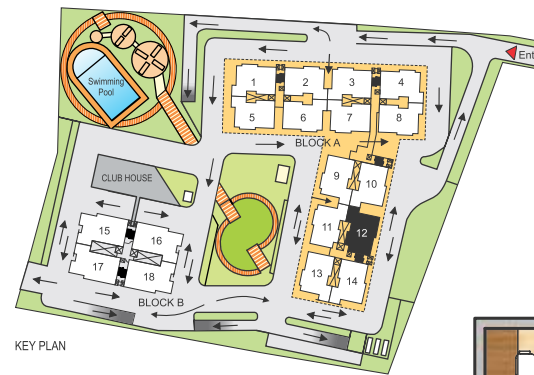 Ent
Swimming
Pool
1 2 3 4
5 6 7 8
BLOCK A
9 10
CLUB HOUSE
11 12
15 16
17 18
13 14
BLOCK B
KEY PLAN